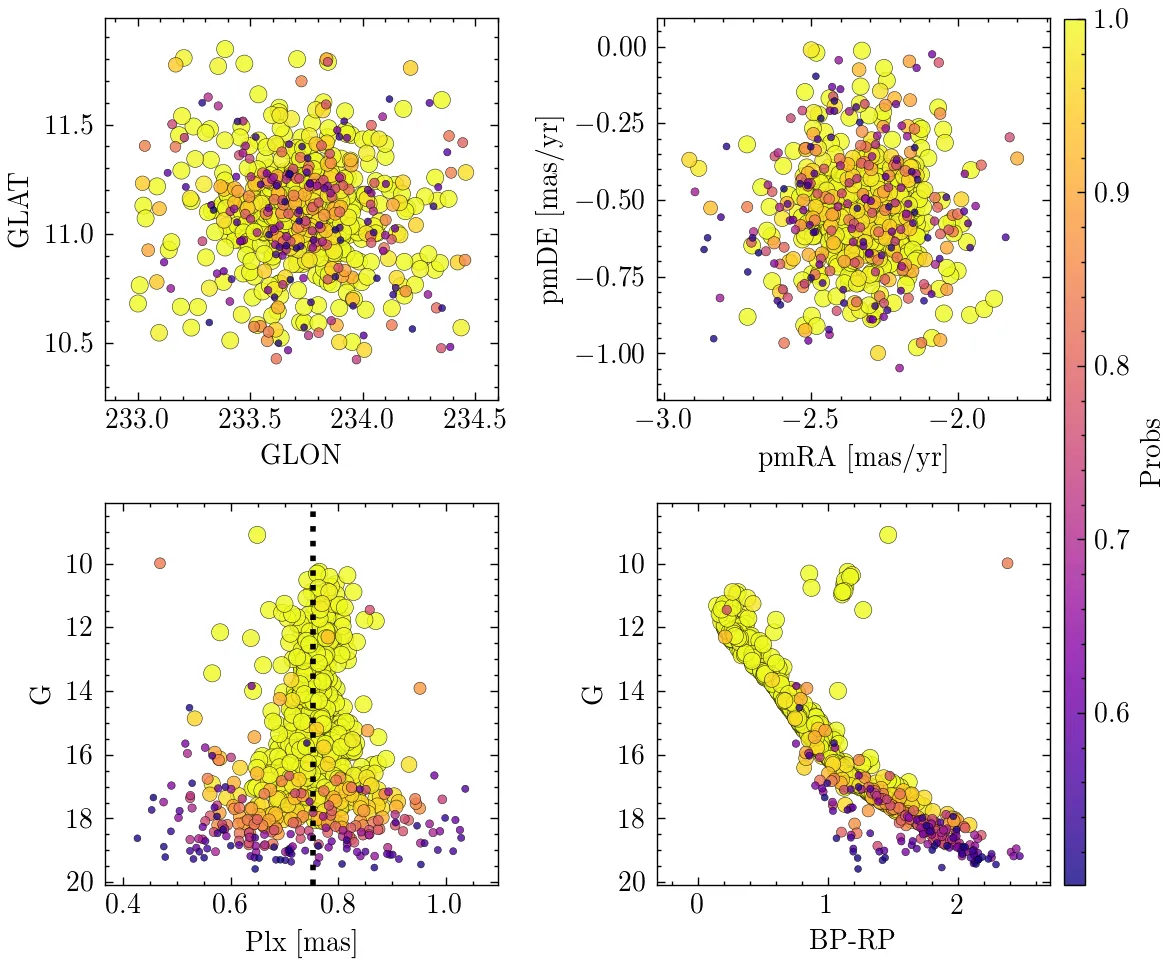 11.5
11.0
10.5
GLAT
233.0 233.5 234.0 234.5
GLON
0.00
−0.25
−0.50
−0.75
−1.00
pmDE [mas/yr]
−3.0 −2.5 −2.0
pmRA [mas/yr]
10
12
14
16
18
20
G
0.4 0.6 0.8 1.0
Plx [mas]
10
12
14
16
18
20
G
0 1 2
BP-RP
1.0
0.9
0.8
0.7
0.6
Probs